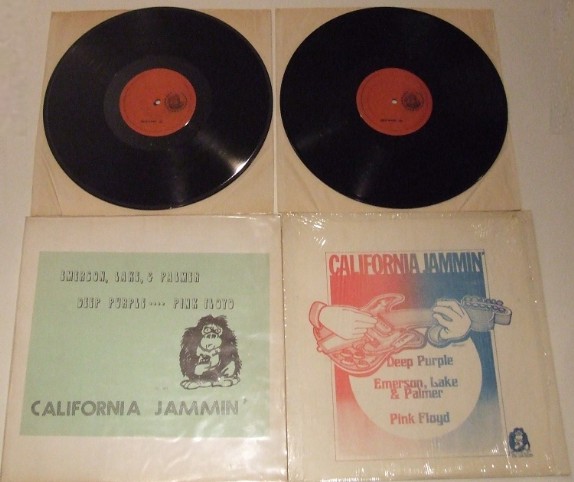 EMERSON, LAKE, & PALMER
DEEP PURPLE .... PINK FLOYD
CALIFORNIA JAMMIN'
CALIFORNIA JAMMIN'
Deep Purple
Emerson, Lake
& Palmer
Pink Floyd